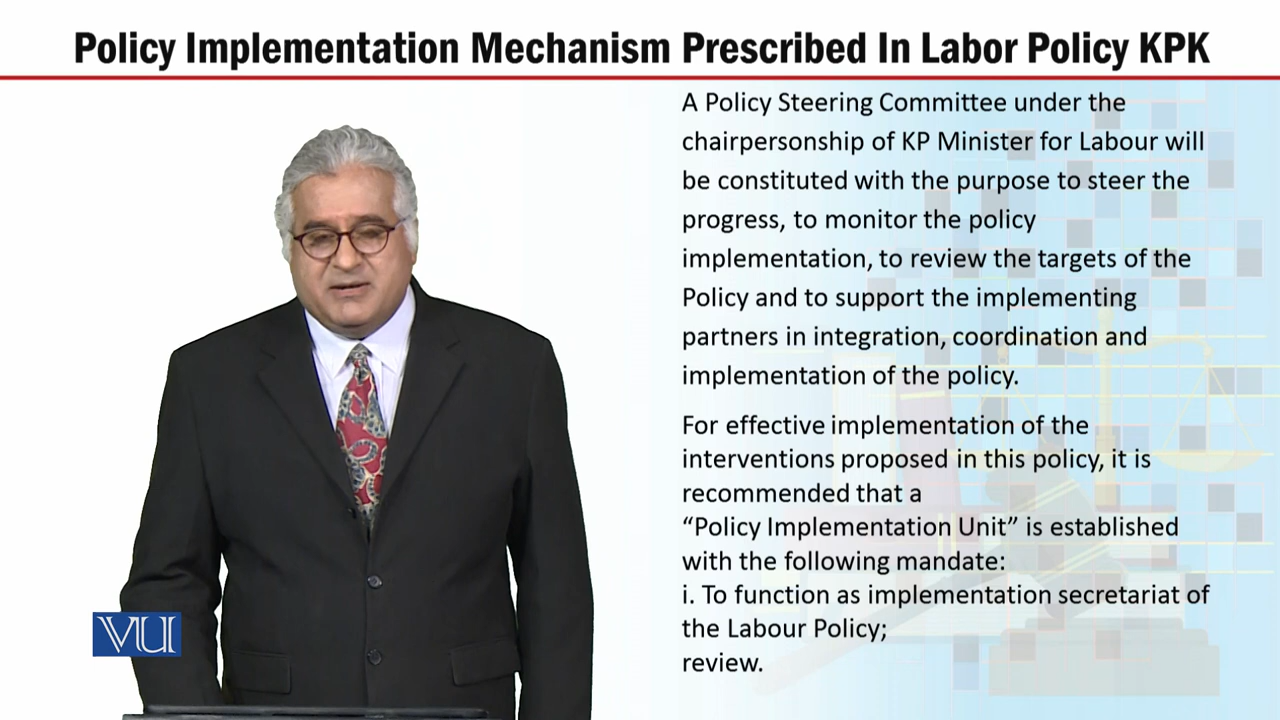 Policy Implementation Mechanism Prescribed In Labor Policy KPK
A Policy Steering Committee under the
chairpersonship of KP Minister for Labour will
be constituted with the purpose to steer the
progress, to monitor the policy
implementation, to review the targets of the
Policy and to support the implementing
partners in integration, coordination and
implementation of the policy.
For effective implementation of the
interventions proposed in this policy, it is
recommended that a
“Policy Implementation Unit” is established
with the following mandate:
i. To function as implementation secretariat of
the Labour Policy;
review.
VU